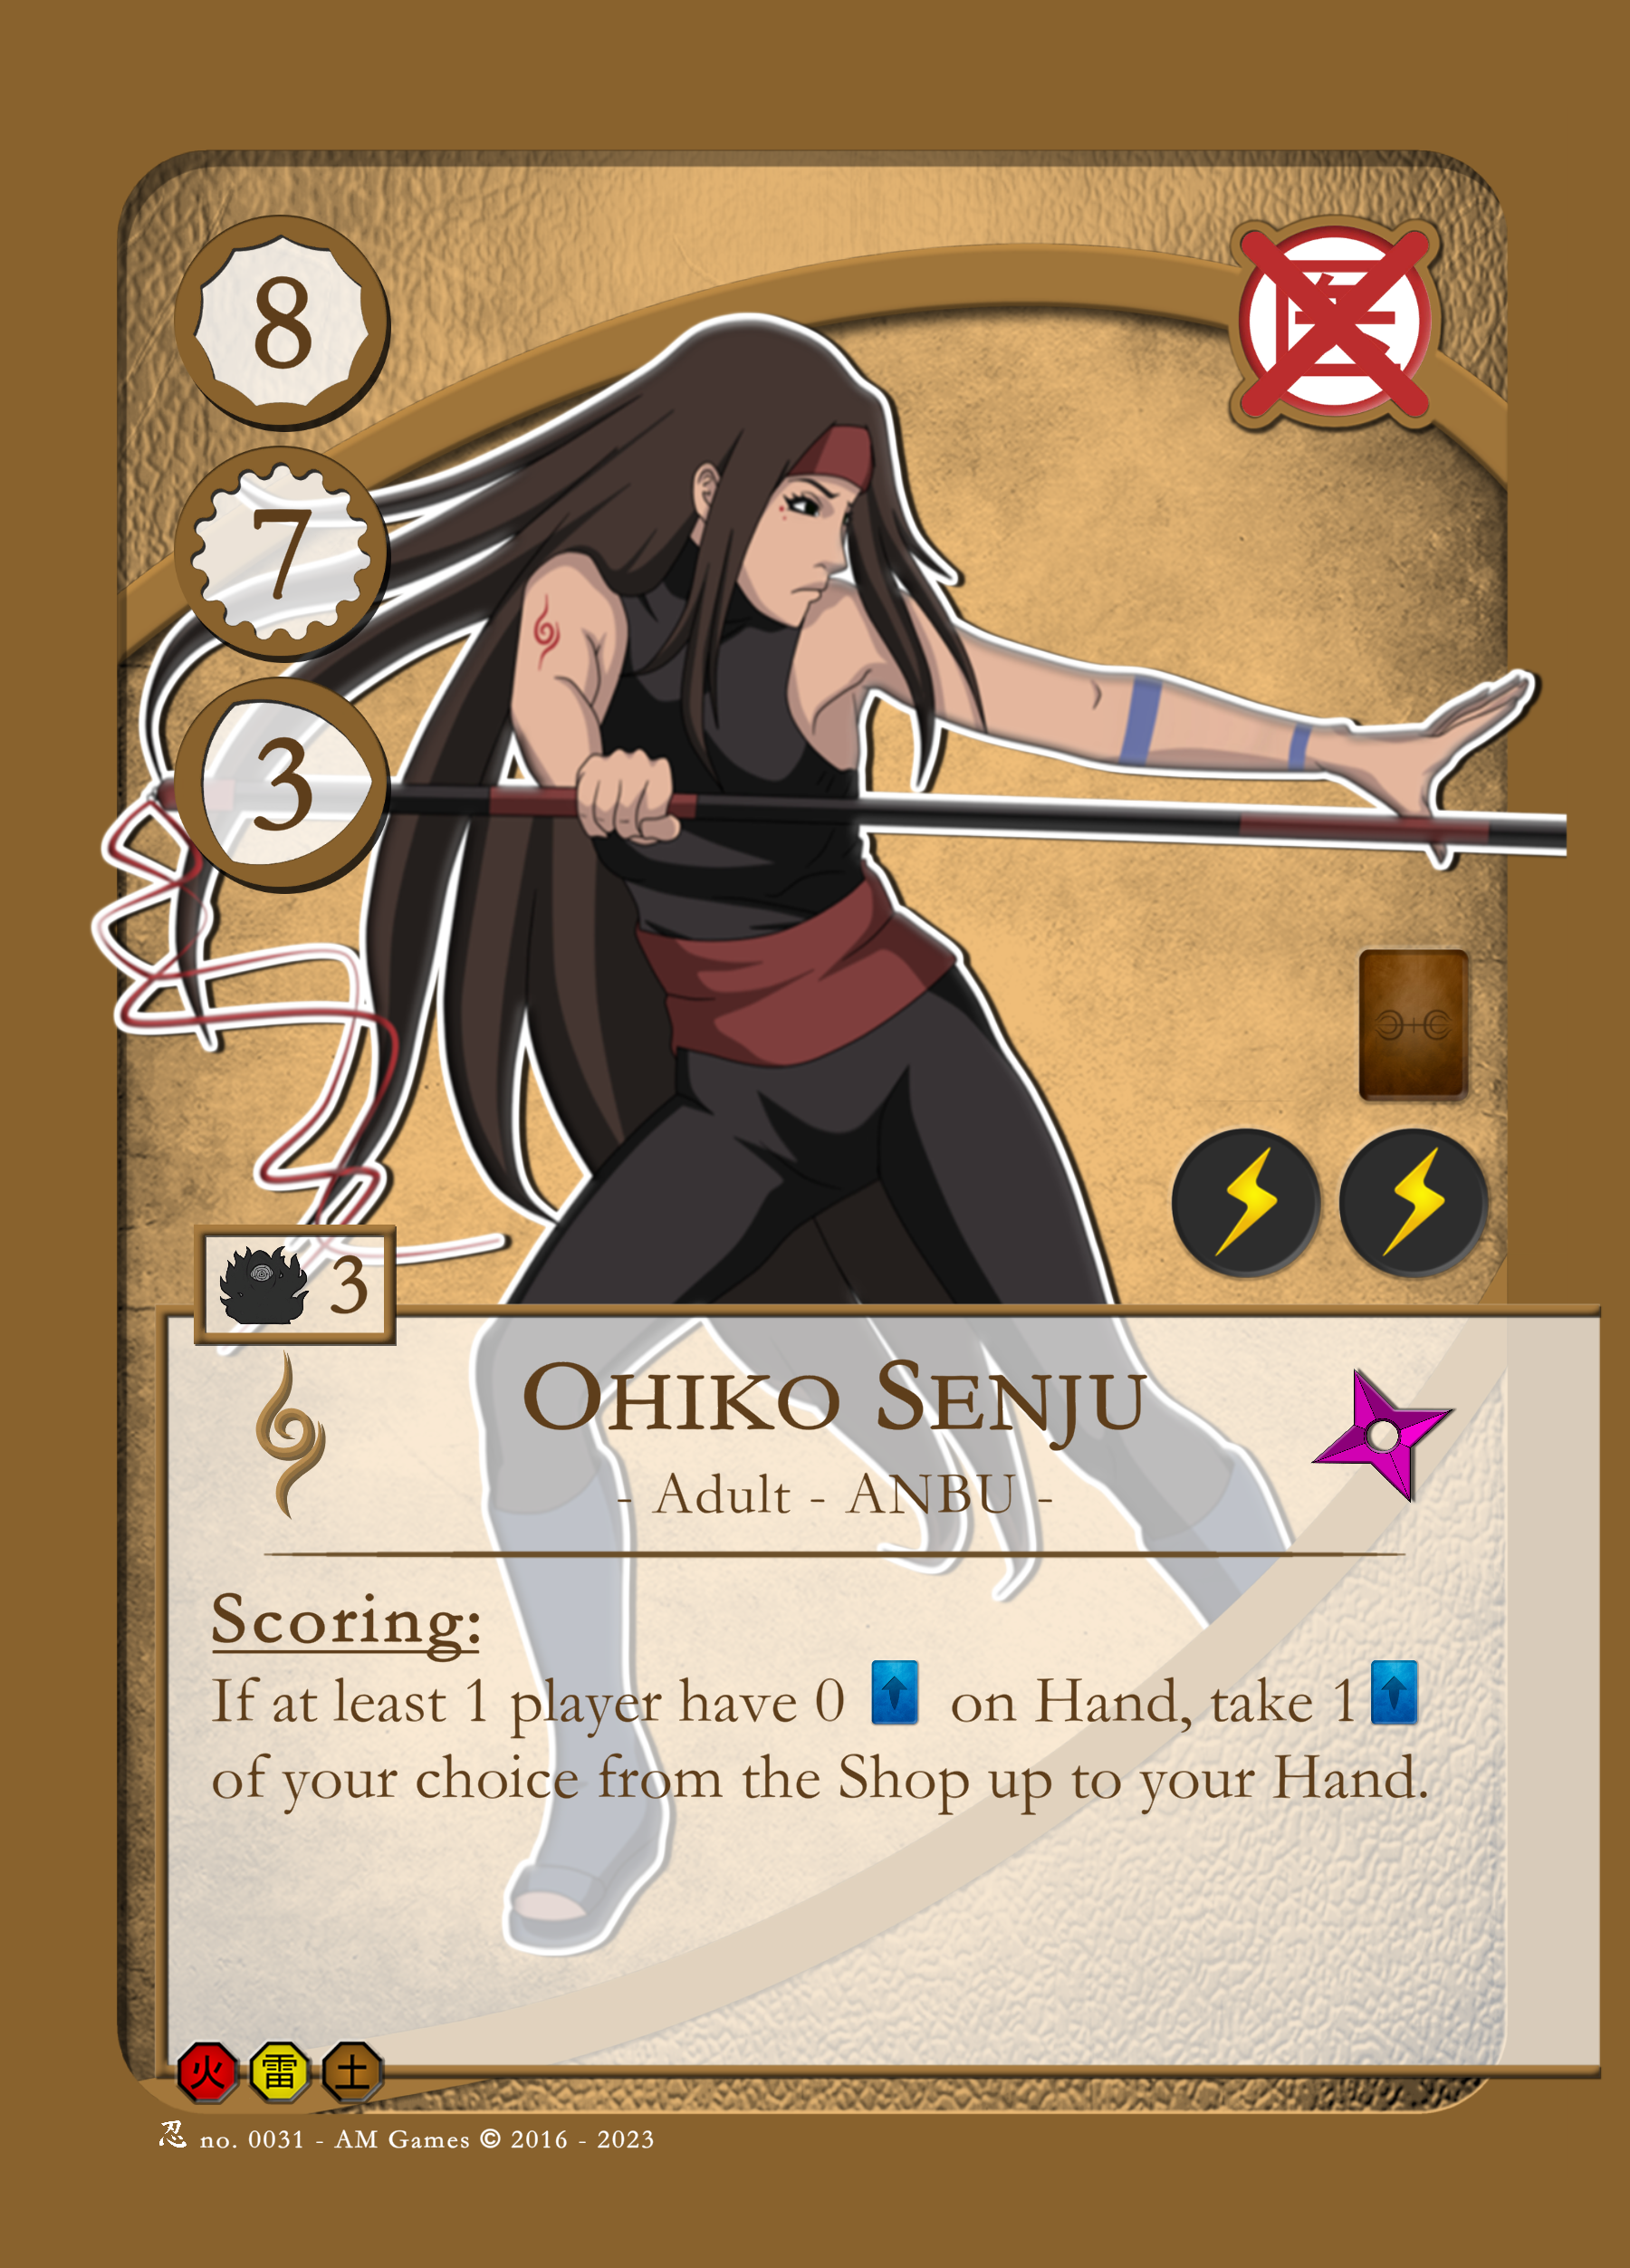 8
医
7
3
3
Ohiko Senju
- Adult - ANBU -
Scoring:
If at least 1 player have 0 on Hand, take 1
of your choice from the Shop up to your Hand.
火 雷 土
忍 no. 0031 - AM Games © 2016 - 2023